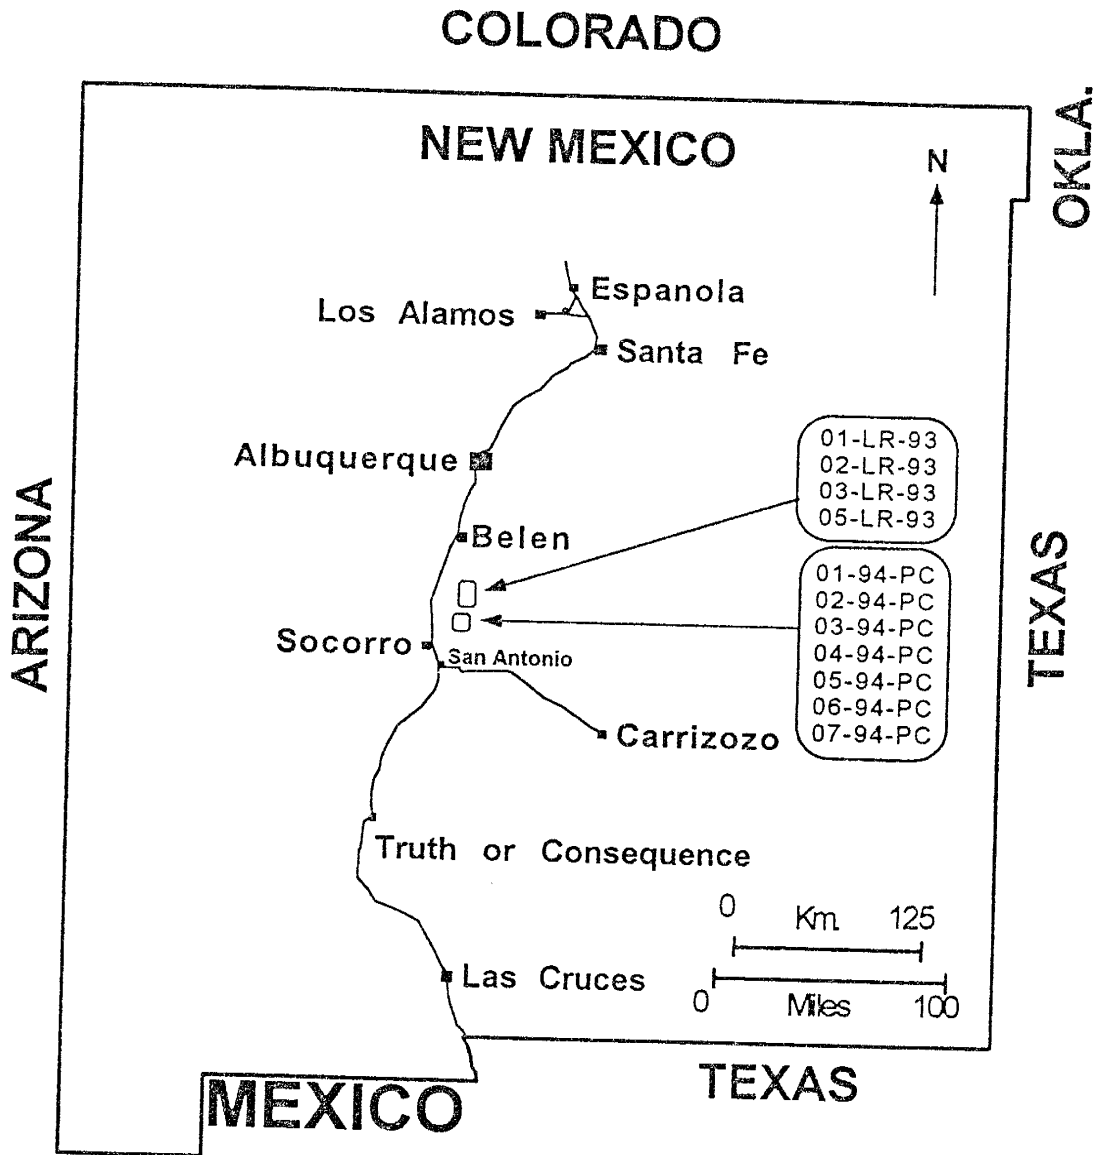 COLORADO
OKLA.
NEW MEXICO
N
Espanola
Los Alamos
Santa Fe
Albuquerque
01-LR-93
02-LR-93
03-LR-93
05-LR-93
ARIZONA
Belen
TEXAS
01-94-PC
02-94-PC
03-94-PC
04-94-PC
05-94-PC
06-94-PC
07-94-PC
Socorro
San Antonio
Carrizozo
Truth or Consequence
0 Km. 125
Las Cruces
0 Miles 100
TEXAS
MEXICO